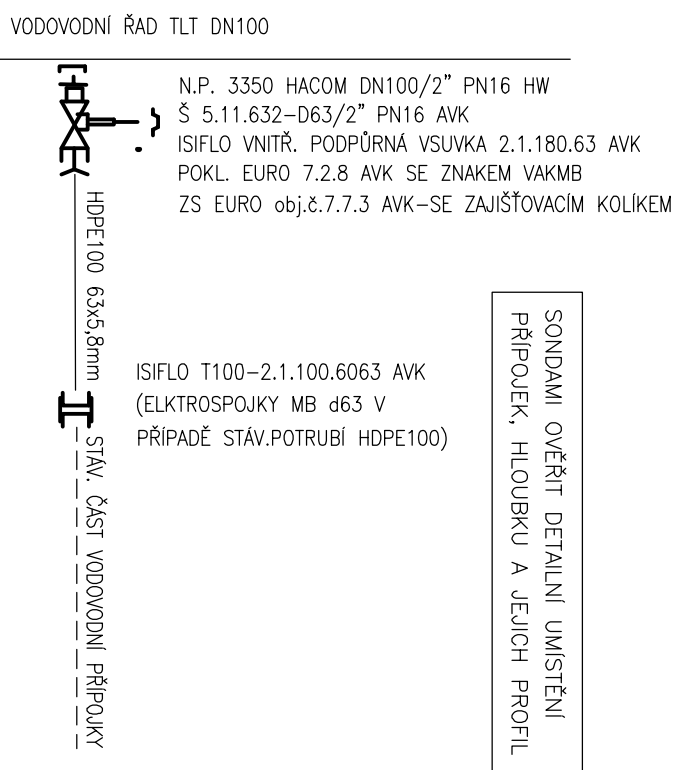 VODOVODNÍ ŘAD TLT DN100
N.P. 3350 HACOM DN100/2" PN16 HW
Š 5.11.632-D63/2" PN16 AVK
ISIFLO VNITŘ. PODPŮRNÁ VSUVKA 2.1.180.63 AVK
POKL. EURO 7.2.8 AVK SE ZNAKEM VAKMB
ZS EURO obj.č.7.7.3 AVK-SE ZAJIŠŤOVACÍM KOLÍKEM
HDPE100 63x5,8mm
ISIFLO T100-2.1.100.6063 AVK
(ELKTROSPOJKY MB d63 V
PŘÍPADĚ STÁV.POTRUBÍ HDPE100)
STÁV. ČÁST VODOVODNÍ PŘÍPOJKY
SONDAMI OVĚŘIT DETAILNÍ UMÍSTĚNÍ
PŘÍPOJEK, HLOUBKU A JEJICH PROFIL